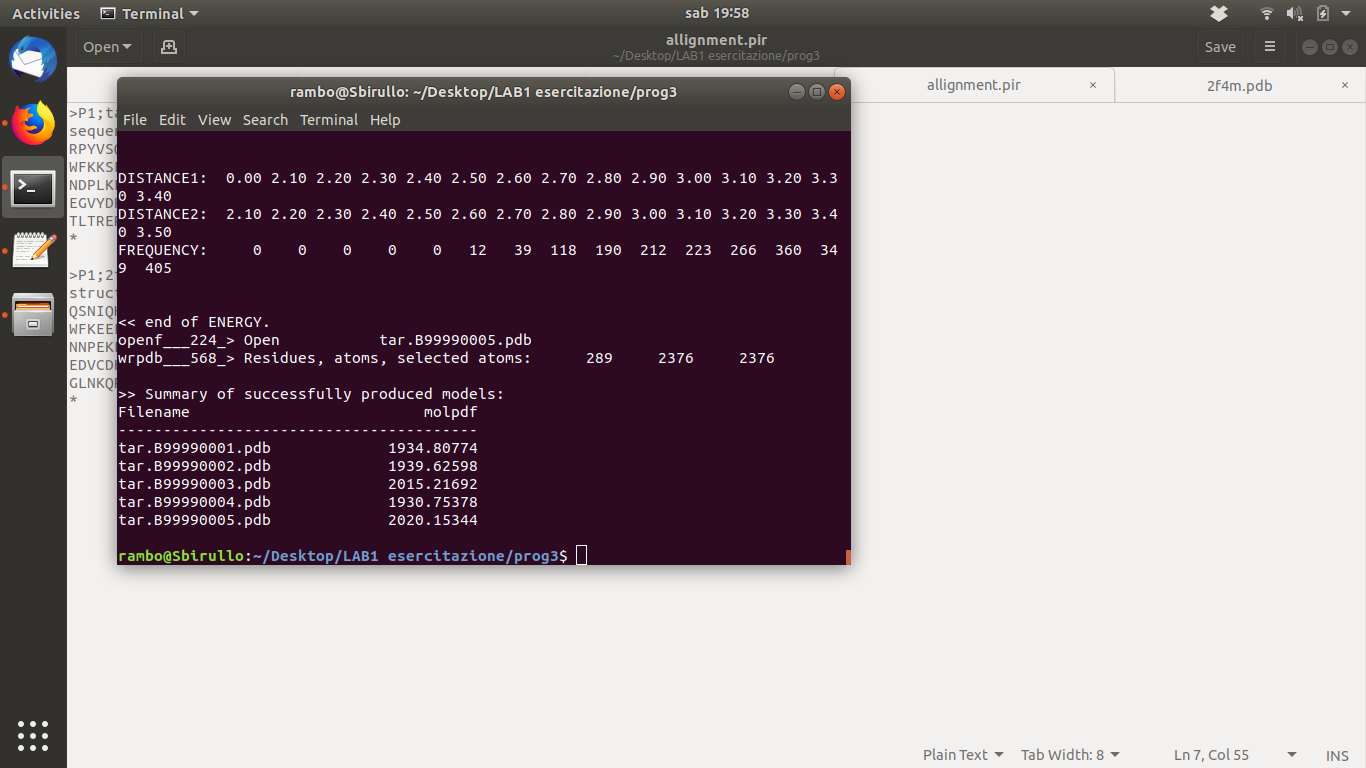 Activities Terminal sab 19:58
Open allignment.pir Save
~/Desktop/LAB1 esercitazione/prog3
allignment.pir × 2f4m.pdb ×
rambo@Sbirullo: ~/Desktop/LAB1 esercitazione/prog3
File Edit View Search Terminal Help
DISTANCE1: 0.00 2.10 2.20 2.30 2.40 2.50 2.60 2.70 2.80 2.90 3.00 3.10 3.20 3.3
0 3.40
DISTANCE2: 2.10 2.20 2.30 2.40 2.50 2.60 2.70 2.80 2.90 3.00 3.10 3.20 3.30 3.4
0 3.50
FREQUENCY: 0 0 0 0 0 12 39 118 190 212 223 266 360 34
9 405
<< end of ENERGY.
openf___224_> Open tar.B99990005.pdb
wrpdb___568_> Residues, atoms, selected atoms: 289 2376 2376
>> Summary of successfully produced models:
Filename molpdf
----------------------------------------
tar.B99990001.pdb 1934.80774
tar.B99990002.pdb 1939.62598
tar.B99990003.pdb 2015.21692
tar.B99990004.pdb 1930.75378
tar.B99990005.pdb 2020.15344
rambo@Sbirullo:~/Desktop/LAB1 esercitazione/prog3$
>P1;ta
sequen
RPYVS
WFKKS
NDPLK
EGVYD
TLTRE
*
>P1;2
struct
QSNIQ
WFKEE
NNPEK
EDVCD
GLNKQ
*
Plain Text Tab Width: 8 Ln 7, Col 55 INS